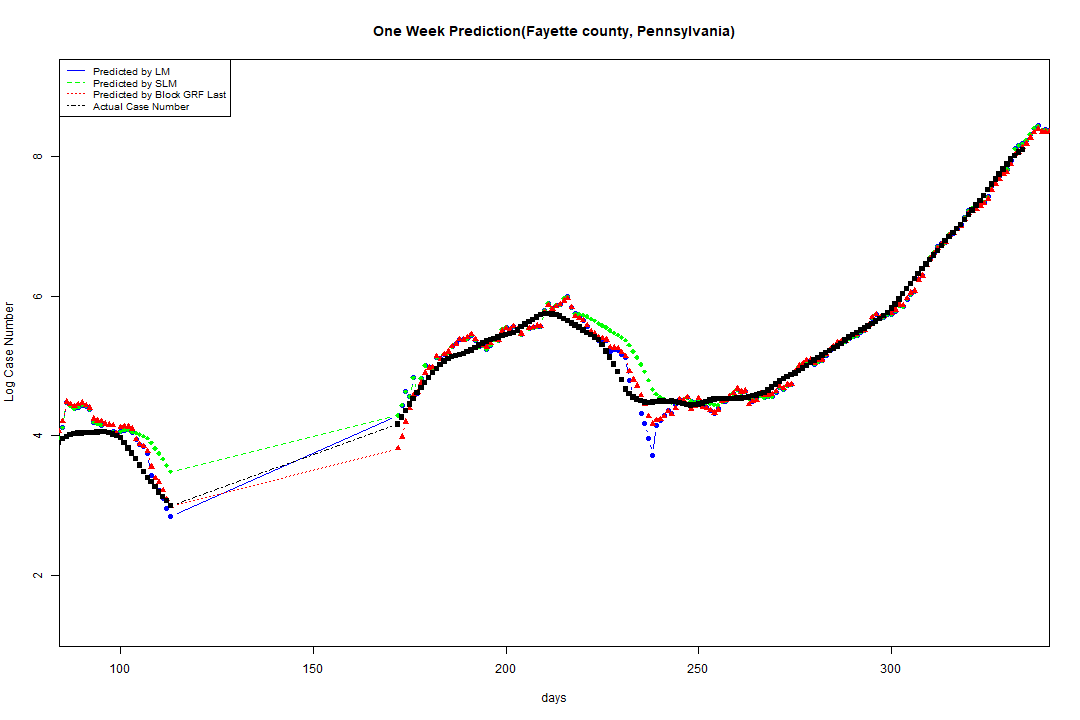 One Week Prediction(Fayette county, Pennsylvania)
Predicted by LM
Predicted by SLM
Predicted by Block GRF Last
Actual Case Number
8
6
4
2
Log Case Number
100 150 200 250 300
days